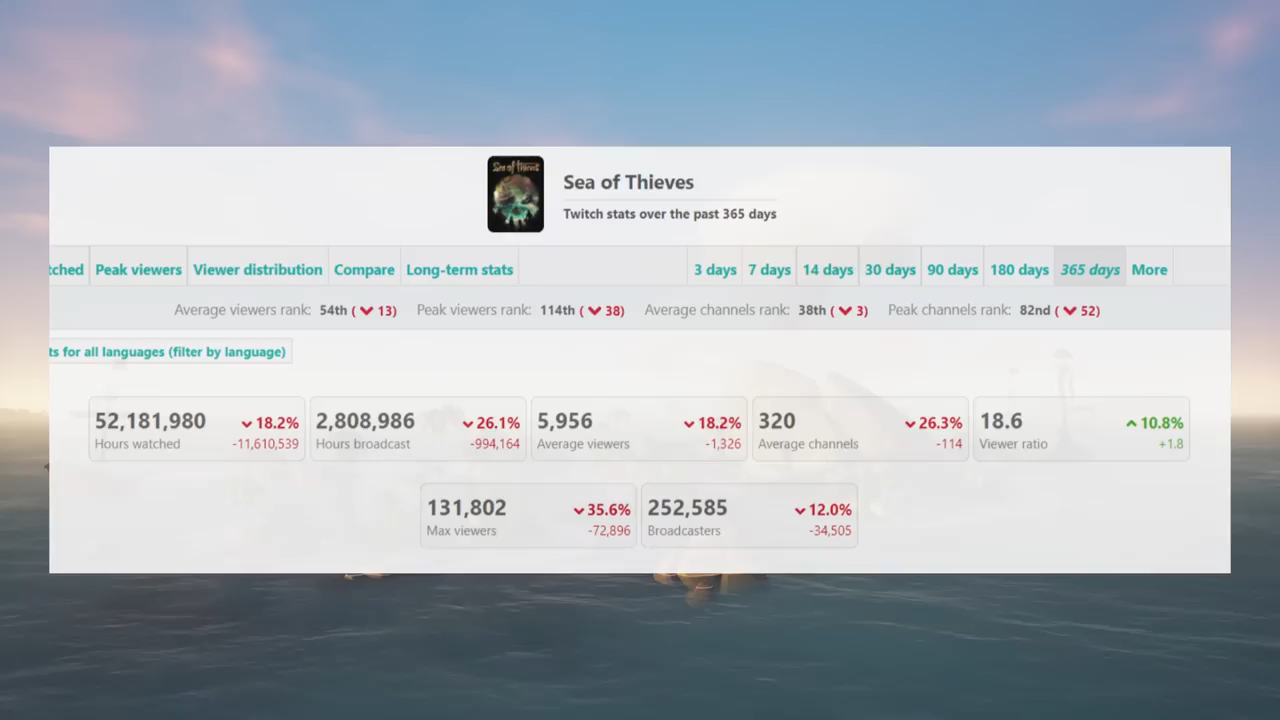 Sea of Thieves
Sea of Thieves
Twitch stats over the past 365 days
tched Peak viewers Viewer distribution Compare Long-term stats 3 days 7 days 14 days 30 days 90 days 180 days 365 days More
Average viewers rank: 54th ( 13) Peak viewers rank: 114th ( 38) Average channels rank: 38th ( 3) Peak channels rank: 82nd ( 52)
ts for all languages (filter by language)
52,181,980 18.2% 2,808,986 26.1% 5,956 18.2% 320 26.3% 18.6 10.8%
Hours watched -11,610,539 Hours broadcast -994,164 Average viewers -1,326 Average channels -114 Viewer ratio +1.8
131,802 35.6% 252,585 12.0%
Max viewers -72,896 Broadcasters -34,505